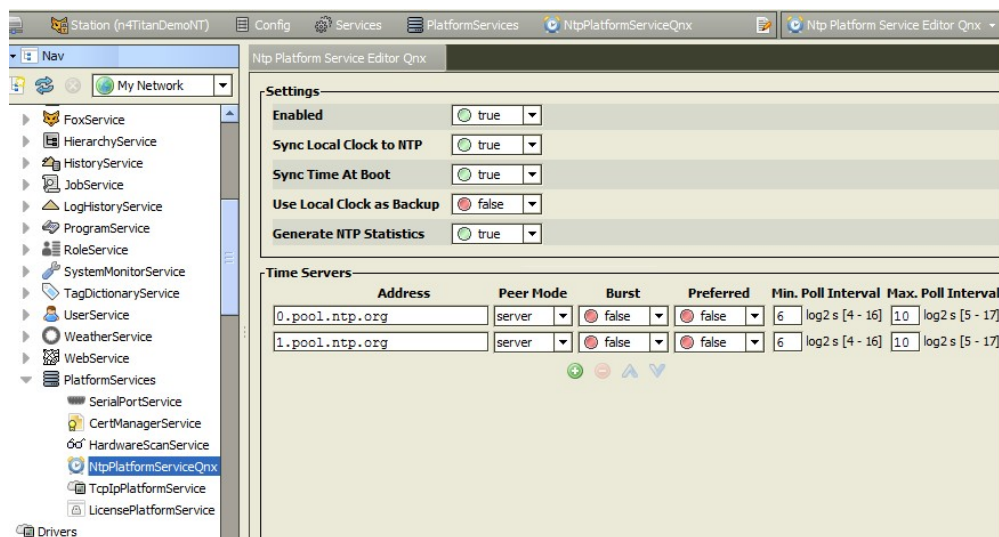 Station (n4TitanDemoNT) Config Services PlatformServices NtpPlatformServiceQnx Ntp Platform Service Editor Qnx
Nav
My Network
FoxService
HierarchyService
HistoryService
JobService
LogHistoryService
ProgramService
RoleService
SystemMonitorService
TagDictionaryService
UserService
WeatherService
WebService
PlatformServices
SerialPortService
CertManagerService
HardwareScanService
NtpPlatformServiceQnx
TcpIpPlatformService
LicensePlatformService
Drivers
Ntp Platform Service Editor Qnx
Settings
Enabled true
Sync Local Clock to NTP true
Sync Time At Boot true
Use Local Clock as Backup false
Generate NTP Statistics true
Time Servers
Address Peer Mode Burst Preferred Min. Poll Interval Max. Poll Interval
0.pool.ntp.org server false false 6 log2 s [4 - 16] 10 log2 s [5 - 17]
1.pool.ntp.org server false false 6 log2 s [4 - 16] 10 log2 s [5 - 17]